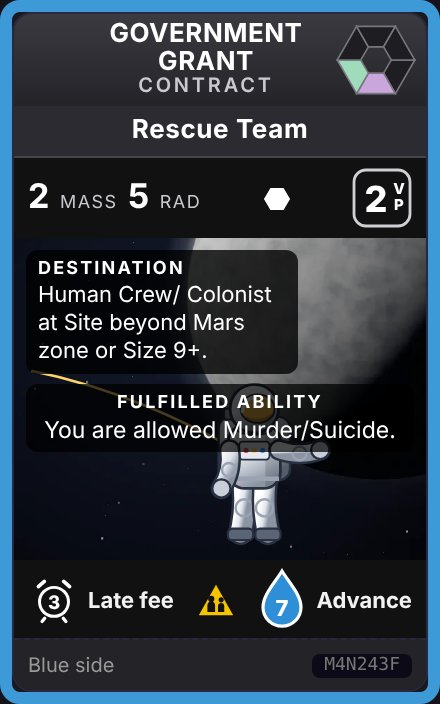 GOVERNMENT
GRANT
CONTRACT
Rescue Team
2 MASS 5 RAD
2 VP
DESTINATION
Human Crew/ Colonist
at Site beyond Mars
zone or Size 9+.
FULFILLED ABILITY
You are allowed Murder/Suicide.
3 Late fee
7 Advance
Blue side
M4N243F